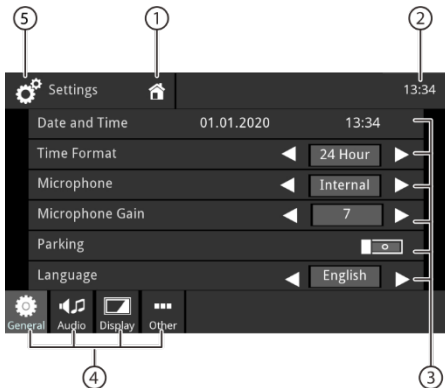 5 1 2
Settings 13:34
Date and Time 01.01.2020 13:34
Time Format 24 Hour
Microphone Internal
Microphone Gain 7
Parking
Language English
General Audio Display Other
4 3